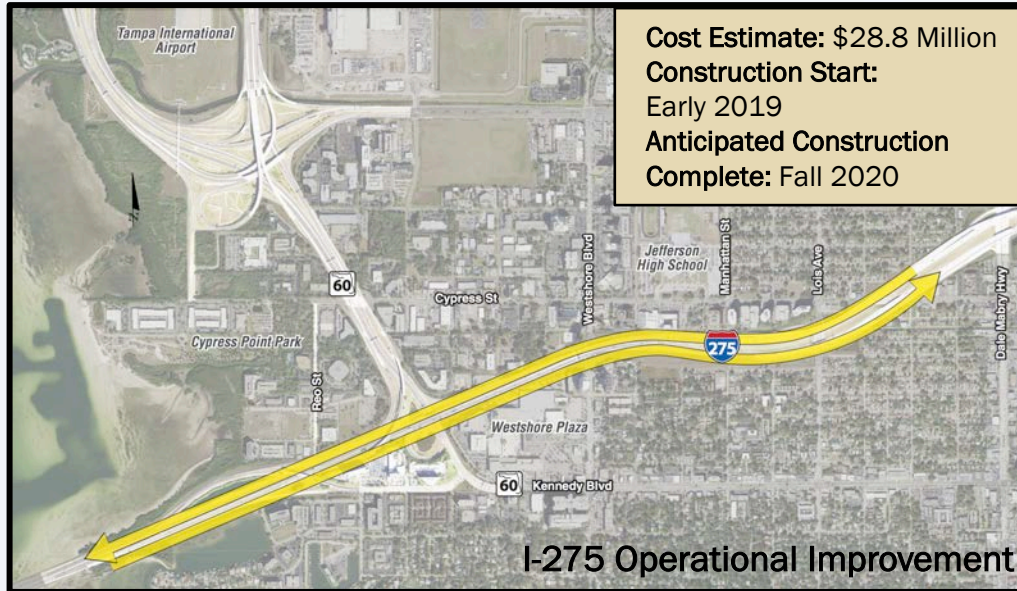 Tampa International
Airport
Cost Estimate: $28.8 Million
Construction Start:
Early 2019
Anticipated Construction
Complete: Fall 2020
60
Cypress St
Westshore Blvd
Jefferson
High School
Manhattan St
Lois Ave
Dale Mabry Hwy
Cypress Point Park
Reo St
275
Westshore Plaza
60 Kennedy Blvd
I-275 Operational Improvement